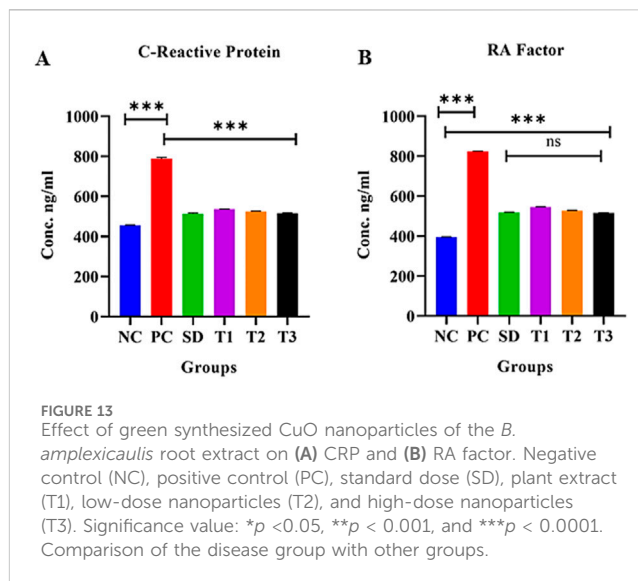 A
C-Reactive Protein
***
***
Conc. ng/ml
1000
800
600
400
200
0
NC PC SD T1 T2 T3
Groups
B
RA Factor
***
***
ns
Conc. ng/ml
1000
800
600
400
200
0
NC PC SD T1 T2 T3
Groups
FIGURE 13
Effect of green synthesized CuO nanoparticles of the B.
amplexicaulis root extract on (A) CRP and (B) RA factor. Negative
control (NC), positive control (PC), standard dose (SD), plant extract
(T1), low-dose nanoparticles (T2), and high-dose nanoparticles
(T3). Significance value: *p <0.05, **p < 0.001, and ***p < 0.0001.
Comparison of the disease group with other groups.